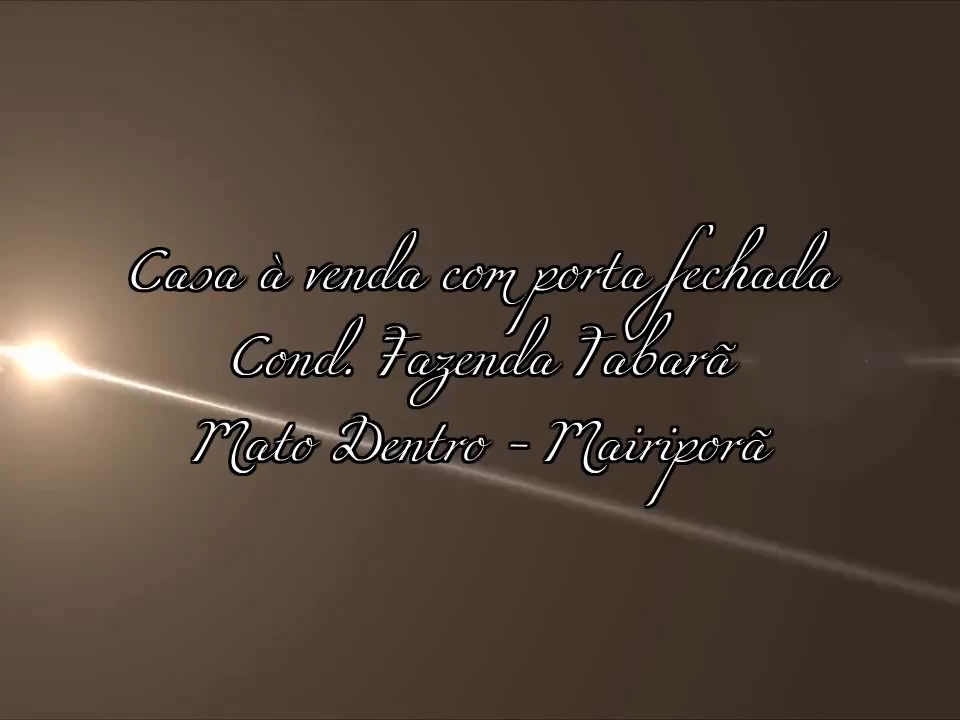 Casa à venda com porta fechada
Cond. Fazenda Tabarã
Mato Dentro - Mairiporã